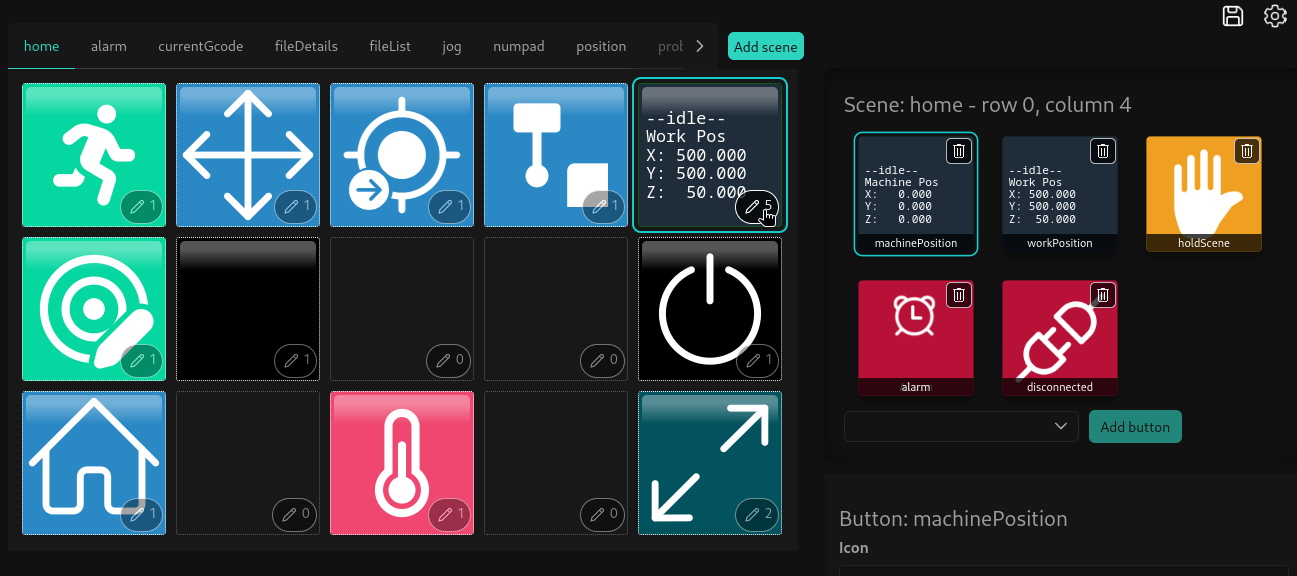 home alarm currentGcode fileDetails fileList jog numpad position prob
Add scene
--idle--
Work Pos
X: 500.000
Y: 500.000
Z: 50.000
1
1
1
1
5
1
1
0
0
1
1
0
1
0
2
Scene: home - row 0, column 4
--idle--
Machine Pos
X: 0.000
Y: 0.000
Z: 0.000
machinePosition
--idle--
Work Pos
X: 500.000
Y: 500.000
Z: 50.000
workPosition
holdScene
alarm
disconnected
Add button
Button: machinePosition
Icon